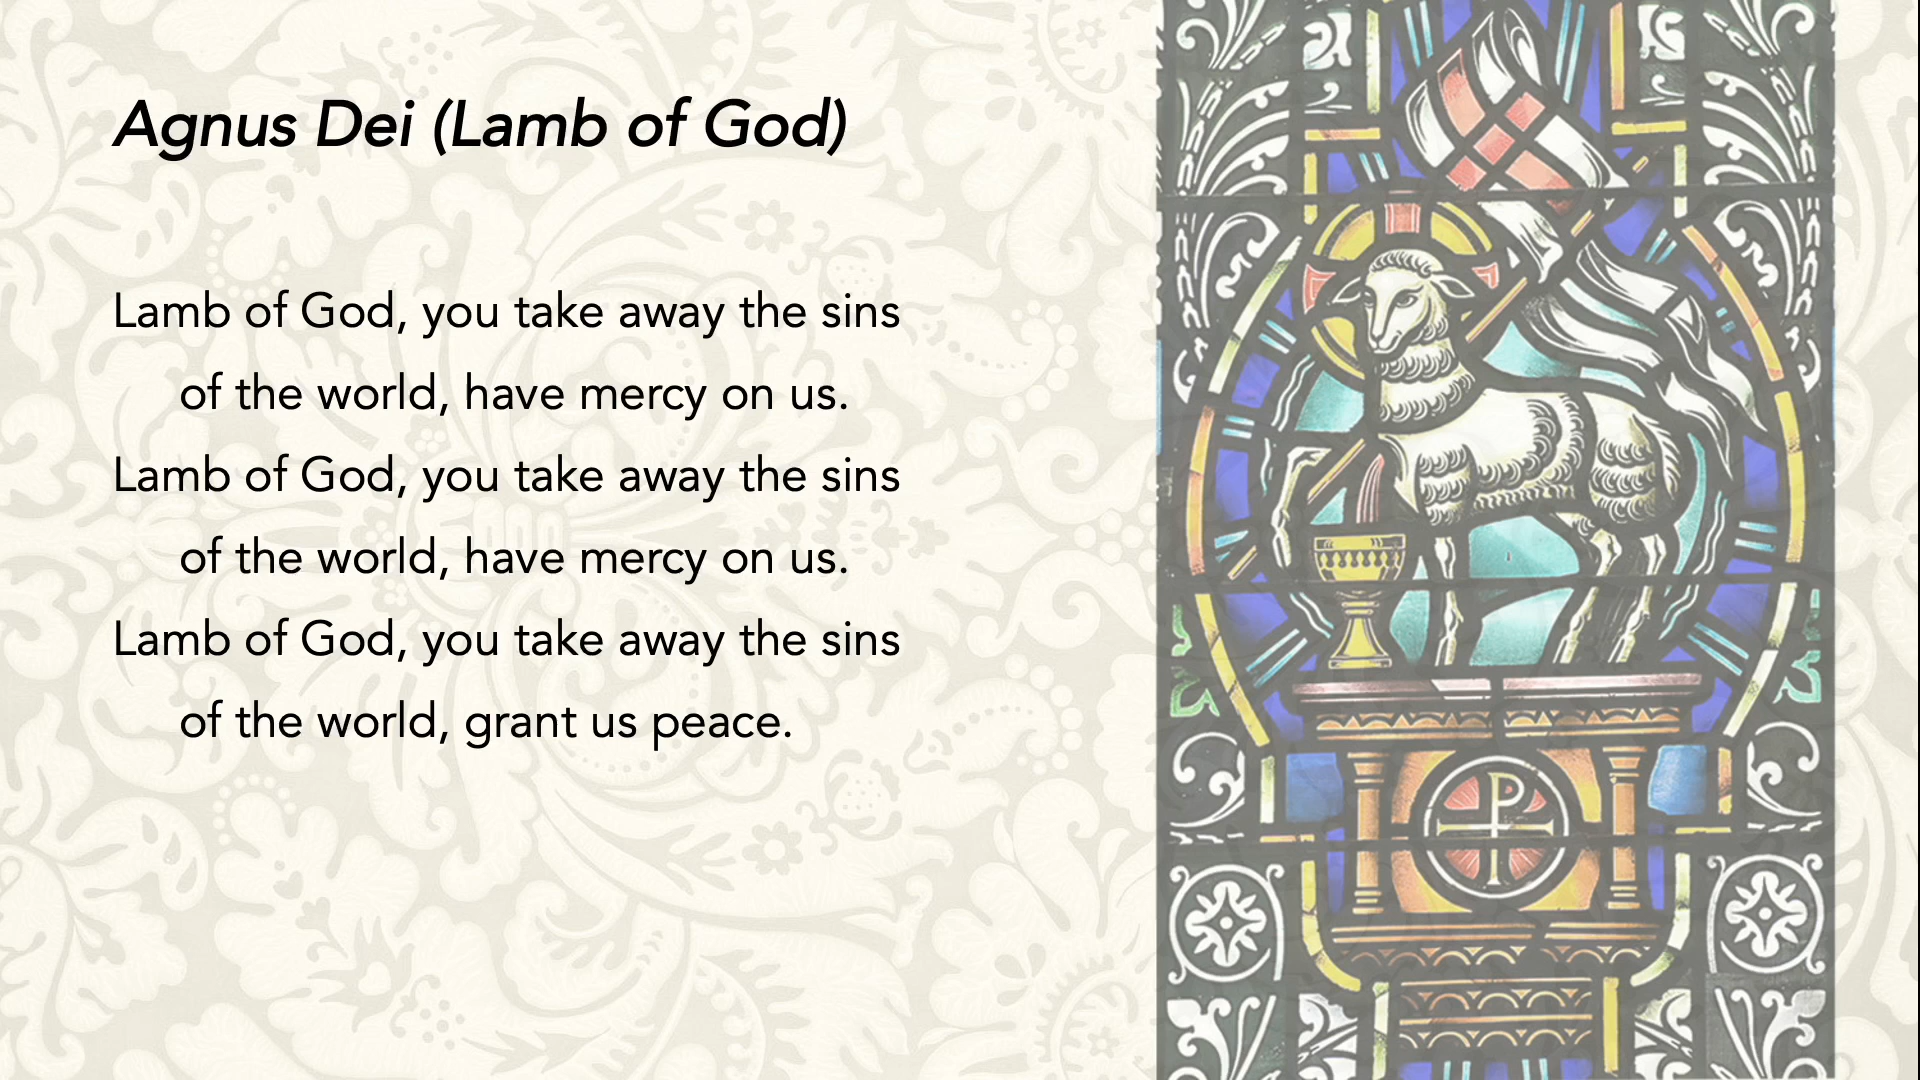 Agnus Dei (Lamb of God)
Lamb of God, you take away the sins
of the world, have mercy on us.
Lamb of God, you take away the sins
of the world, have mercy on us.
Lamb of God, you take away the sins
of the world, grant us peace.